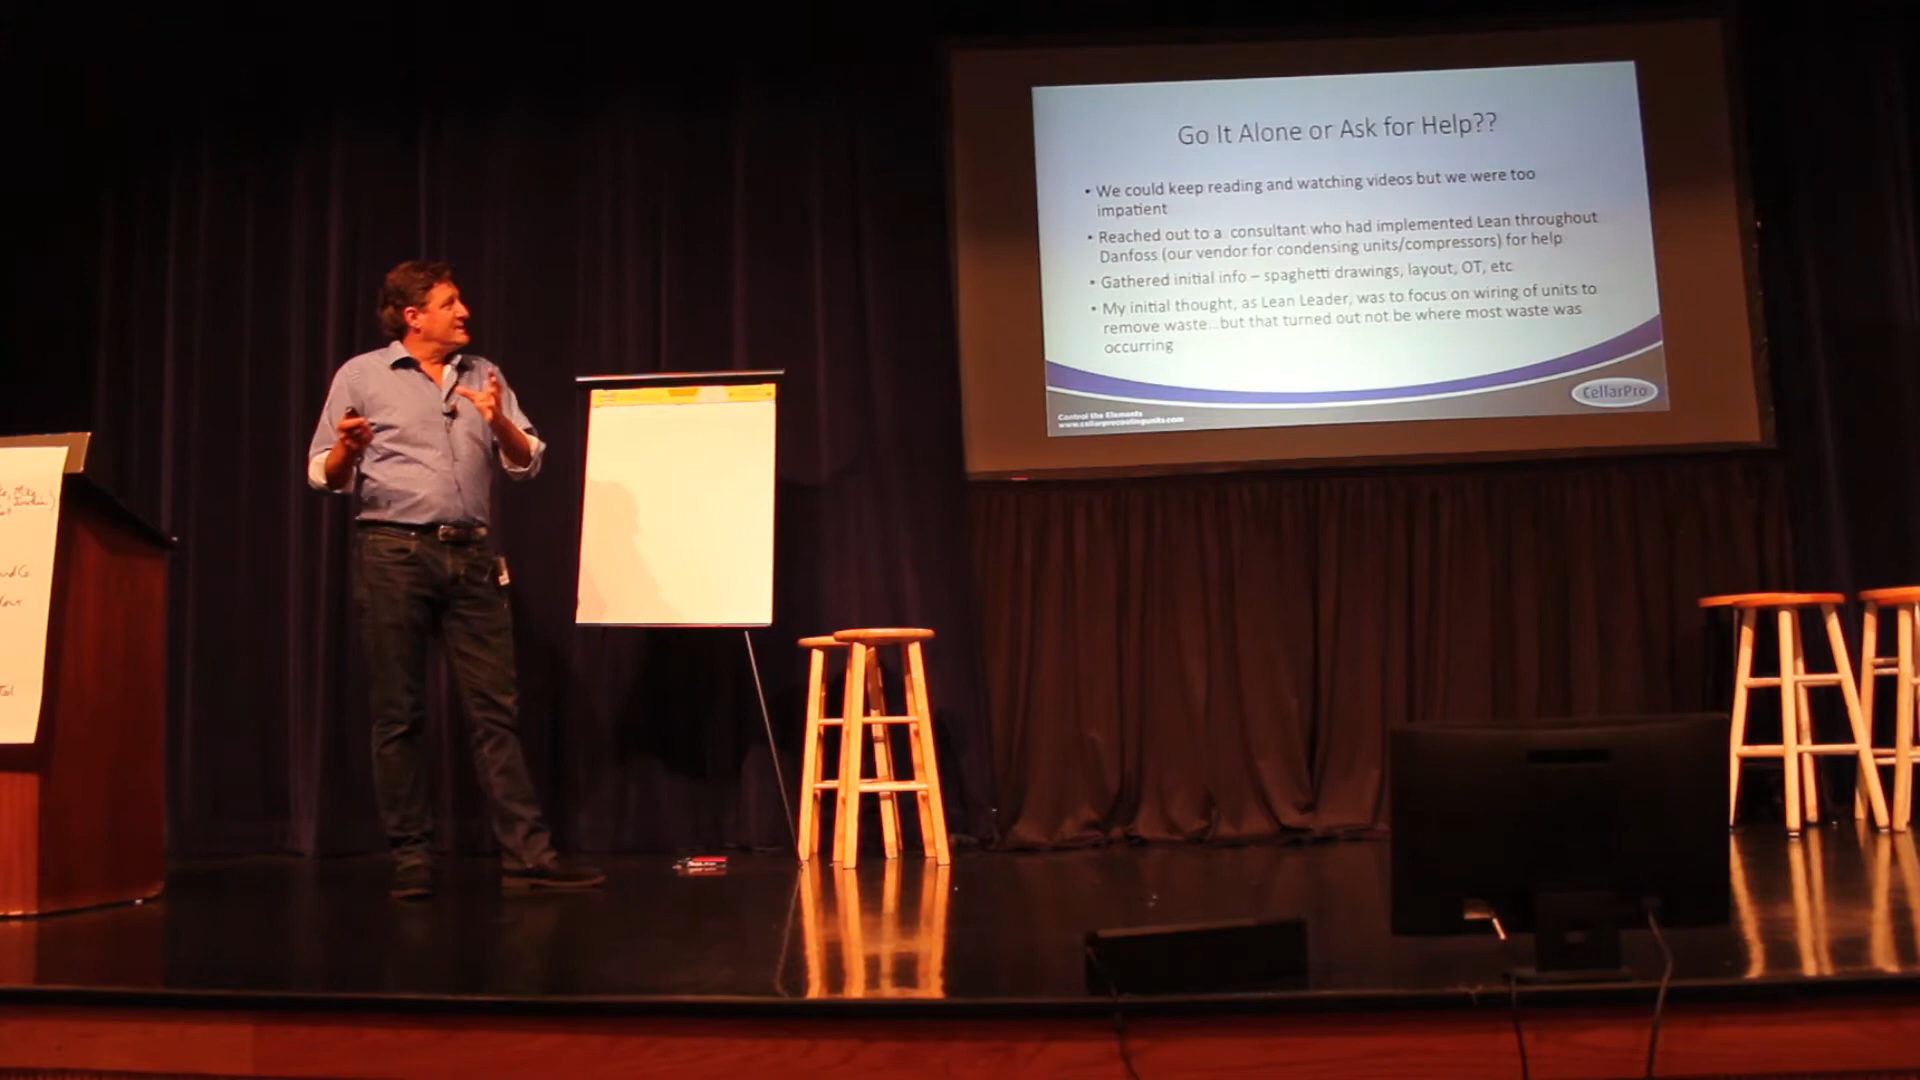 Go It Alone or Ask for Help??
• We could keep reading and watching videos but we were too
impatient
• Reached out to a consultant who had implemented Lean throughout
Danfoss (our vendor for condensing units/compressors) for help
• Gathered initial info – spaghetti drawings, layout, OT, etc
• My initial thought, as Lean Leader, was to focus on wiring of units to
remove waste...but that turned out not be where most waste was
occurring
CellarPro
Control the Elements
www.cellarprocoolingunits.com